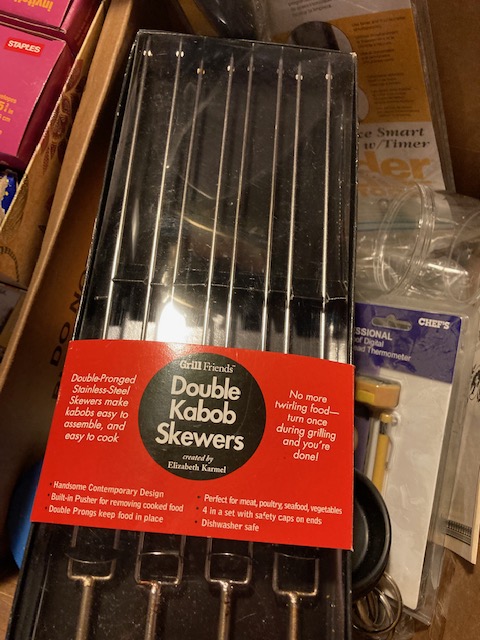 STAPLES
Grill Friends™
Double
Kabob
Skewers
created by
Elizabeth Karmel
Double-Pronged
Stainless-Steel
Skewers make
kabobs easy to
assemble, and
easy to cook
No more
twirling food—
turn once
during grilling
and you're
done!
· Handsome Contemporary Design
· Built-in Pusher for removing cooked food
· Double Prongs keep food in place
· Perfect for meat, poultry, seafood, vegetables
· 4 in a set with safety caps on ends
· Dishwasher safe
Smart
w/Timer
CHEF'S
Digital
Thermometer